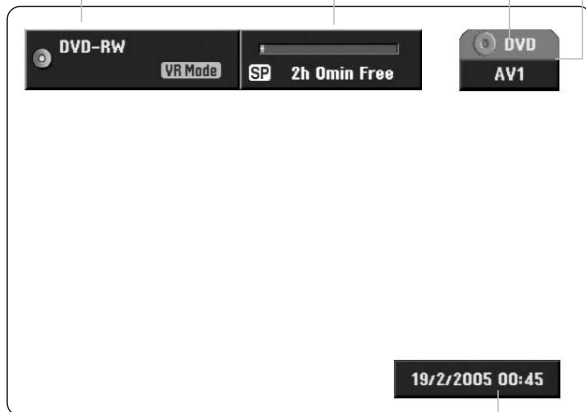 DVD-RW
VR Mode
SP 2h 0min Free
DVD
AV1
19/2/2005 00:45